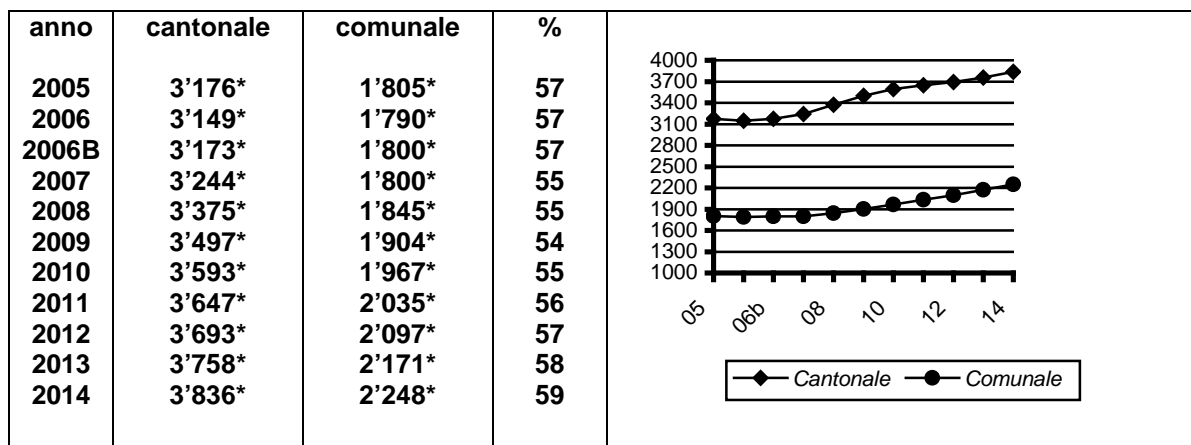 anno cantonale comunale %
2005 3’176* 1’805* 57
2006 3’149* 1’790* 57
2006B 3’173* 1’800* 57
2007 3’244* 1’800* 55
2008 3’375* 1’845* 55
2009 3’497* 1’904* 54
2010 3’593* 1’967* 55
2011 3’647* 2’035* 56
2012 3’693* 2’097* 57
2013 3’758* 2’171* 58
2014 3’836* 2’248* 59
4000
3700
3400
3100
2800
2500
2200
1900
1600
1300
1000
05 06b 08 10 12 14
Cantonale Comunale